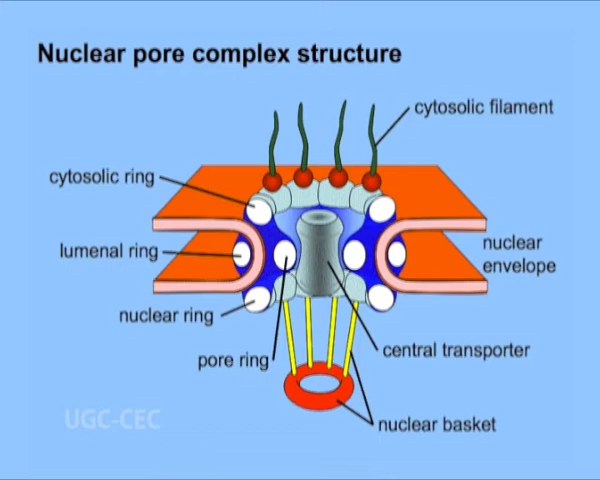 Nuclear pore complex structure
cytosolic filament
cytosolic ring
lumenal ring
nuclear
envelope
nuclear ring
pore ring
central transporter
UGC-CEC
nuclear basket